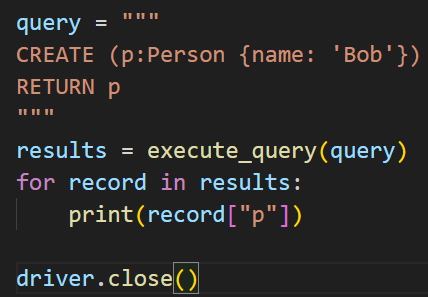 query = """
CREATE (p:Person {name: 'Bob'})
RETURN p
"""
results = execute_query(query)
for record in results:
    print(record["p"])
driver.close()